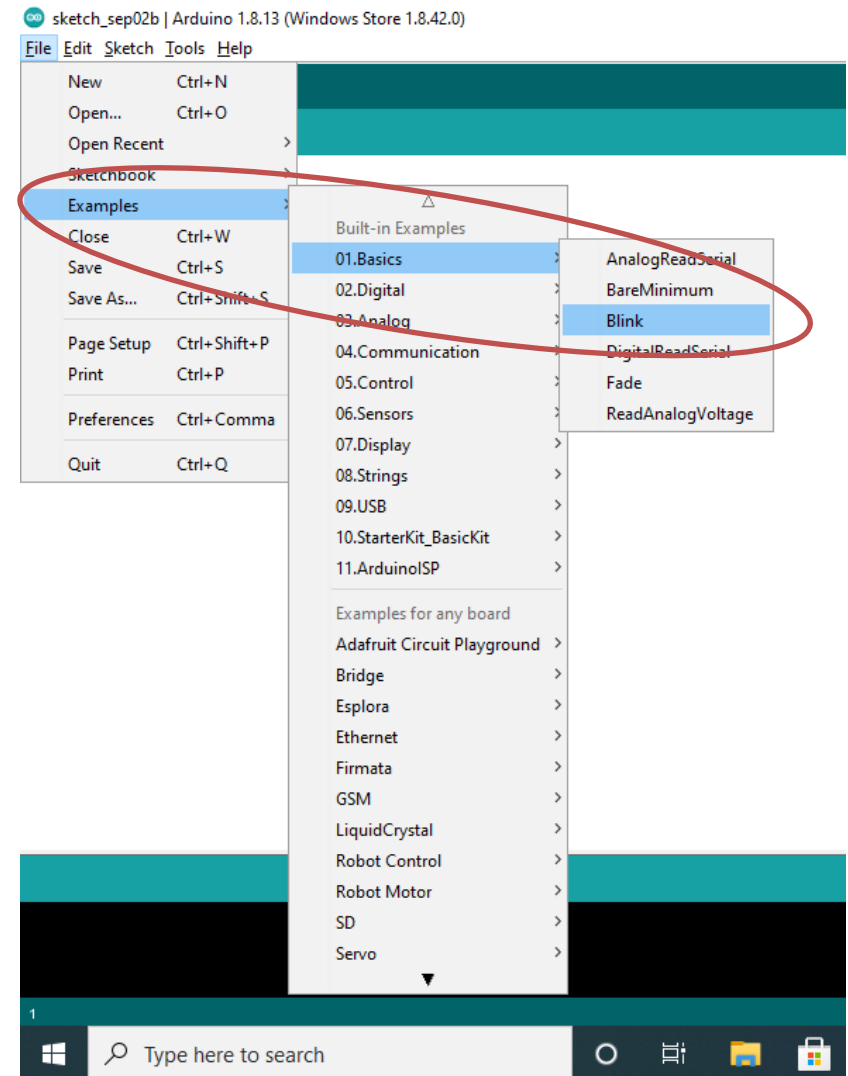 sketch_sep02b | Arduino 1.8.13 (Windows Store 1.8.42.0)
File Edit Sketch Tools Help
New Ctrl+N
Open... Ctrl+O
Open Recent
Sketchbook
Examples
Close Ctrl+W
Save Ctrl+S
Save As... Ctrl+Shift+S
Page Setup Ctrl+Shift+P
Print Ctrl+P
Preferences Ctrl+Comma
Quit Ctrl+Q
Built-in Examples
01.Basics
02.Digital
03.Analog
04.Communication
05.Control
06.Sensors
07.Display
08.Strings
09.USB
10.StarterKit_BasicKit
11.ArduinoISP
Examples for any board
Adafruit Circuit Playground
Bridge
Esplora
Ethernet
Firmata
GSM
LiquidCrystal
Robot Control
Robot Motor
SD
Servo
AnalogReadSerial
BareMinimum
Blink
DigitalReadSerial
Fade
ReadAnalogVoltage
1
Type here to search